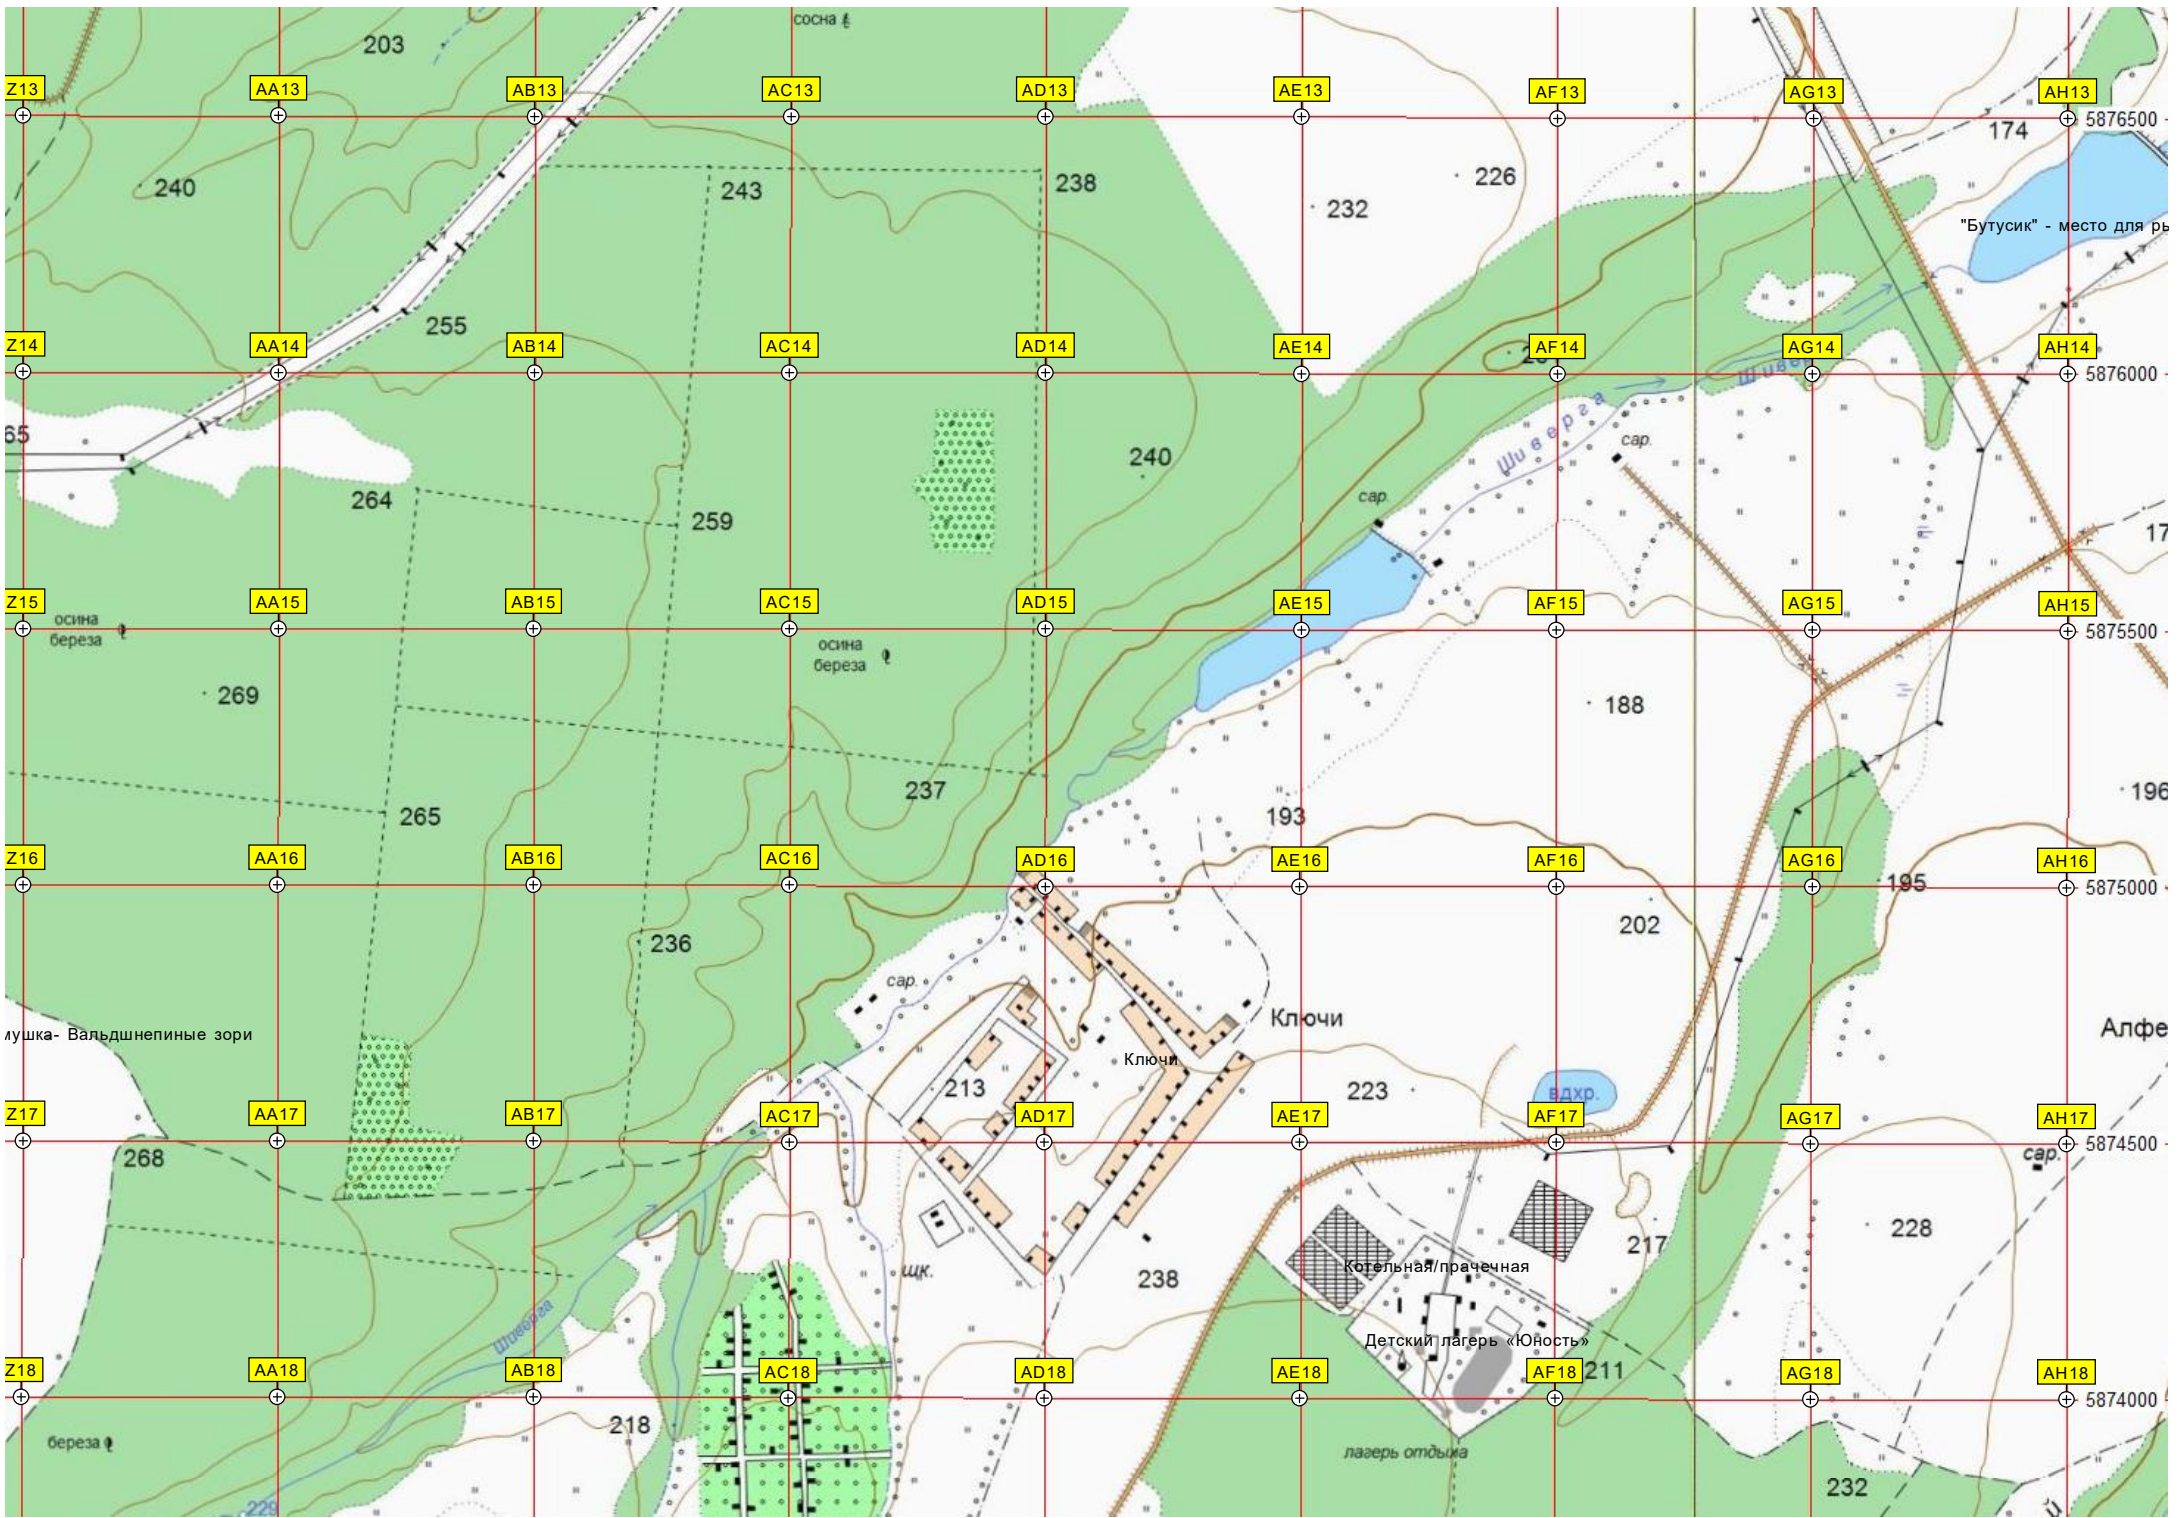 сосна
203
Z13
AA13
AB13
AC13
AD13
AE13
AF13
AG13
AH13
5876500
174
240
243
238
232
226
"Бутусик" - место для
255
Z14
AA14
AB14
AC14
AD14
AE14
AF14
AG14
AH14
5876000
Шиверга
65
264
259
240
сар.
сар.
17
Z15
AA15
AB15
AC15
AD15
AE15
AF15
AG15
AH15
5875500
осина
береза
осина
береза
269
188
265
237
193
196
Z16
AA16
AB16
AC16
AD16
AE16
AF16
AG16
AH16
5875000
195
236
202
сар.
мушка- Вальдшнепиные зори
Ключи
Ключи
Алфе
213
223
вдхр.
Z17
AA17
AB17
AC17
AD17
AE17
AF17
AG17
AH17
5874500
268
сар.
228
217
шк.
238
Котельная/прачечная
Шиверга
Детский лагерь «Юность»
Z18
AA18
AB18
AC18
AD18
AE18
AF18
211
AG18
AH18
5874000
218
береза
лагерь отдыха
232
229
й